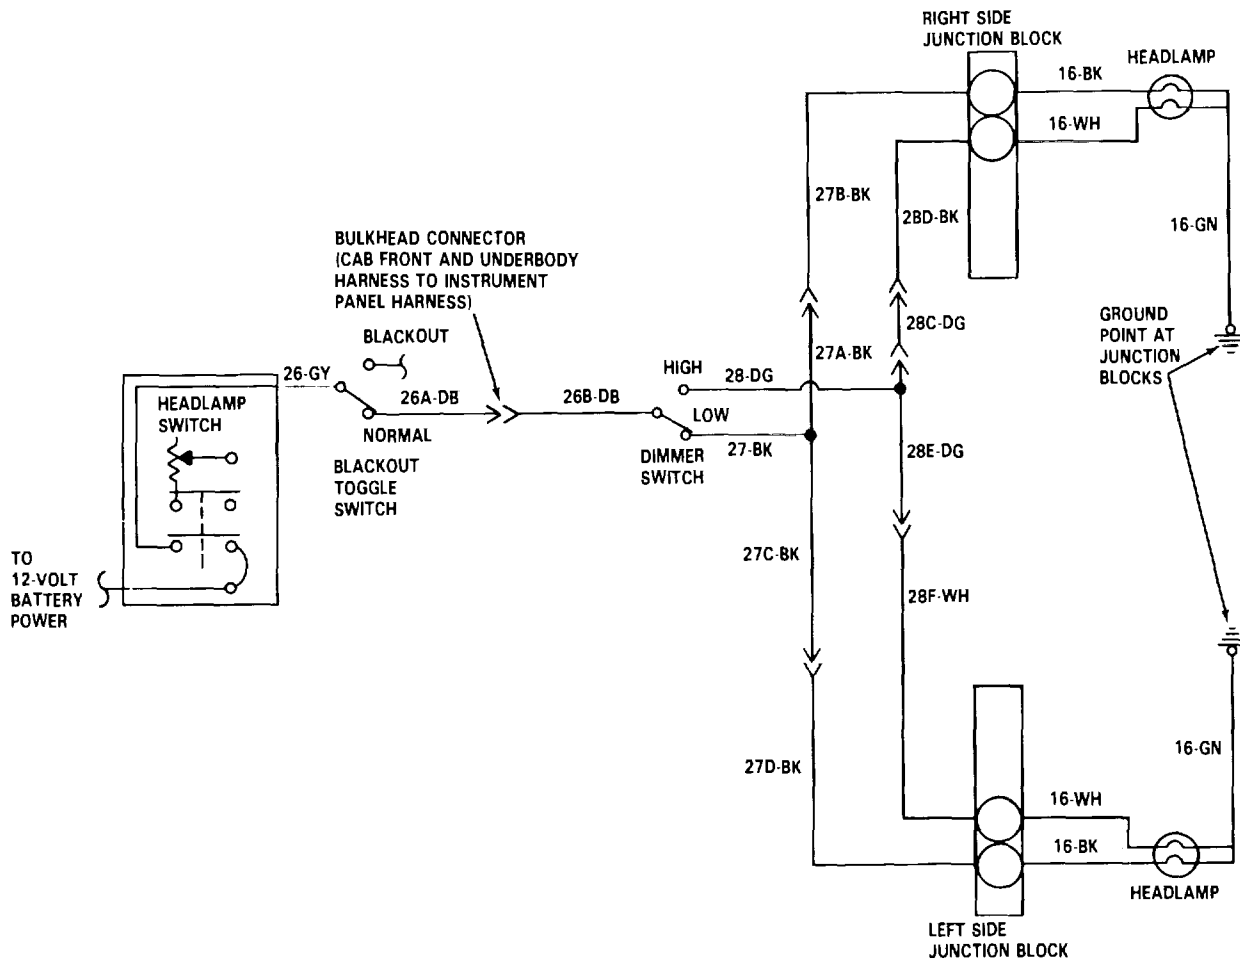 RIGHT SIDE
JUNCTION BLOCK
16-BK
HEADLAMP
16-WH
27B-BK
28D-BK
16-GN
BULKHEAD CONNECTOR
(CAB FRONT AND UNDERBODY
HARNESS TO INSTRUMENT
PANEL HARNESS)
GROUND
POINT AT
JUNCTION
BLOCKS
28C-DG
BLACKOUT
27A-BK
HIGH
28-DG
26-GY
26A-DB
26B-DB
HEADLAMP
SWITCH
NORMAL
LOW
27-BK
DIMMER
SWITCH
28E-DG
BLACKOUT
TOGGLE
SWITCH
TO
12-VOLT
BATTERY
POWER
27C-BK
28F-WH
27D-BK
16-GN
16-WH
16-BK
HEADLAMP
LEFT SIDE
JUNCTION BLOCK